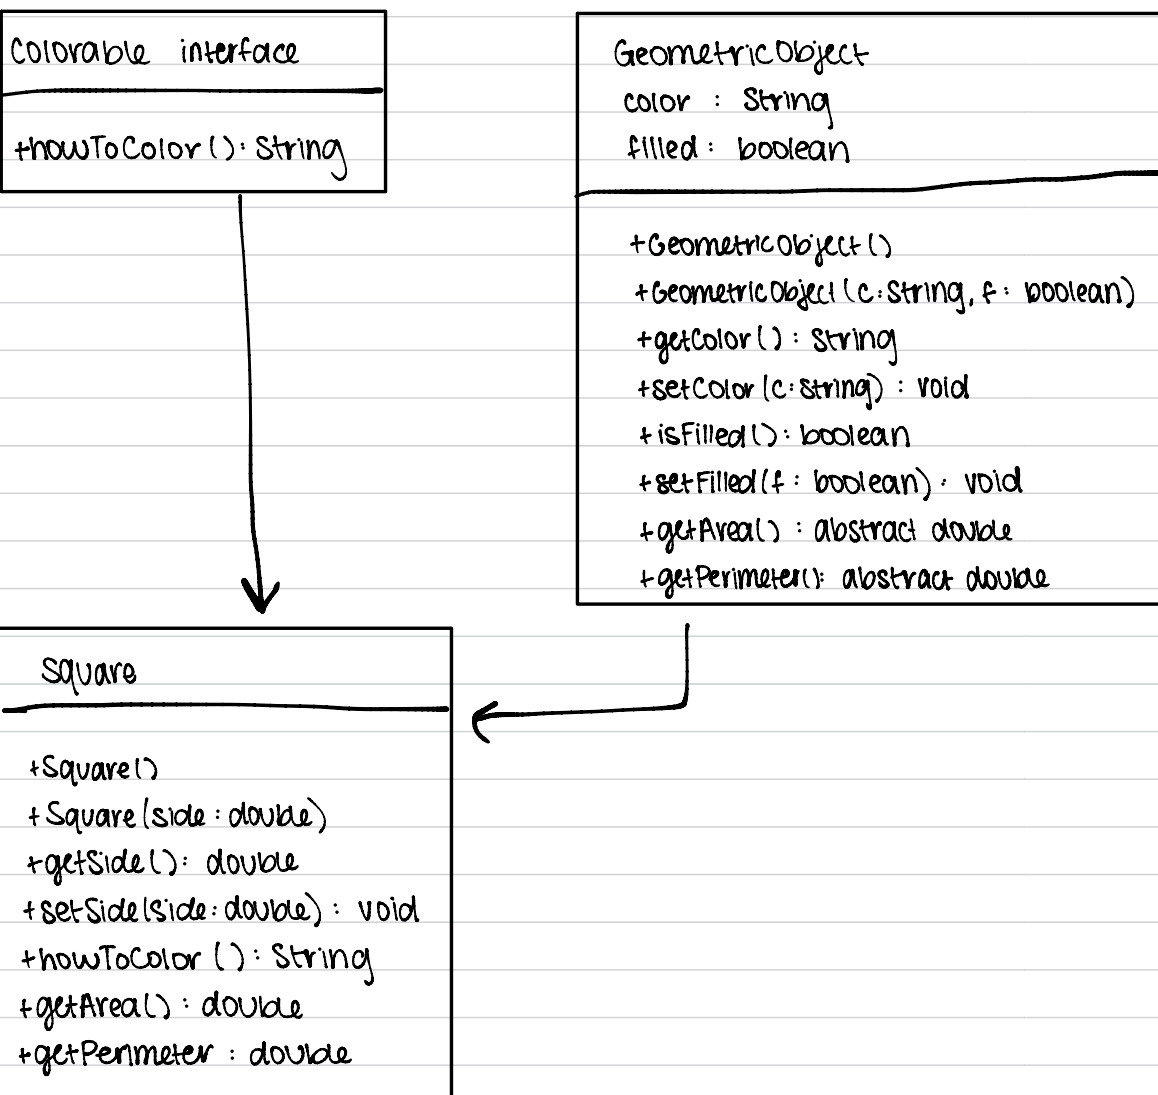 Colorable interface
+howToColor(): String
GeometricObject
color : String
filled : boolean
+GeometricObject()
+GeometricObject(c: String, f: boolean)
+getColor() : String
+setColor(c: String) : void
+isFilled(): boolean
+setFilled(f : boolean) : void
+getArea() : abstract double
+getPerimeter(): abstract double
Square
+Square()
+Square(side : double)
+getSide() : double
+setSide(side: double) : void
+howToColor () : String
+getArea() : double
+getPerimeter : double